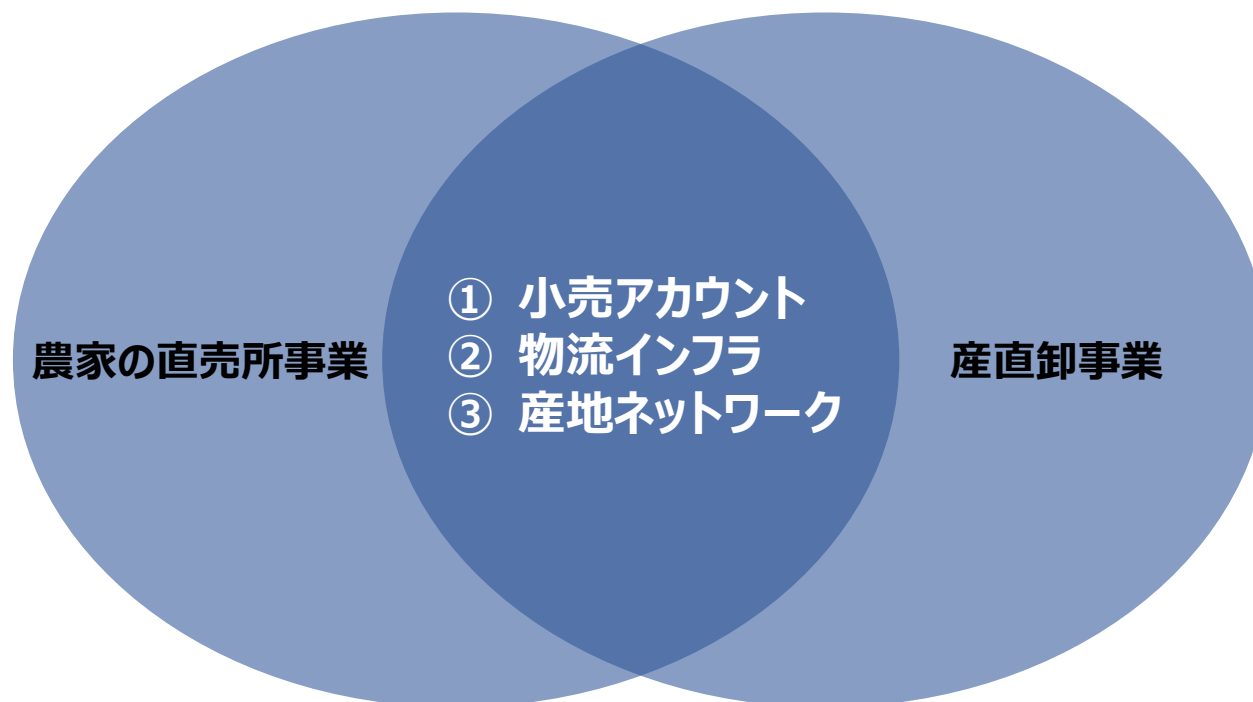 農家の直売所事業
① 小売アカウント
② 物流インフラ
③ 産地ネットワーク
産直卸事業